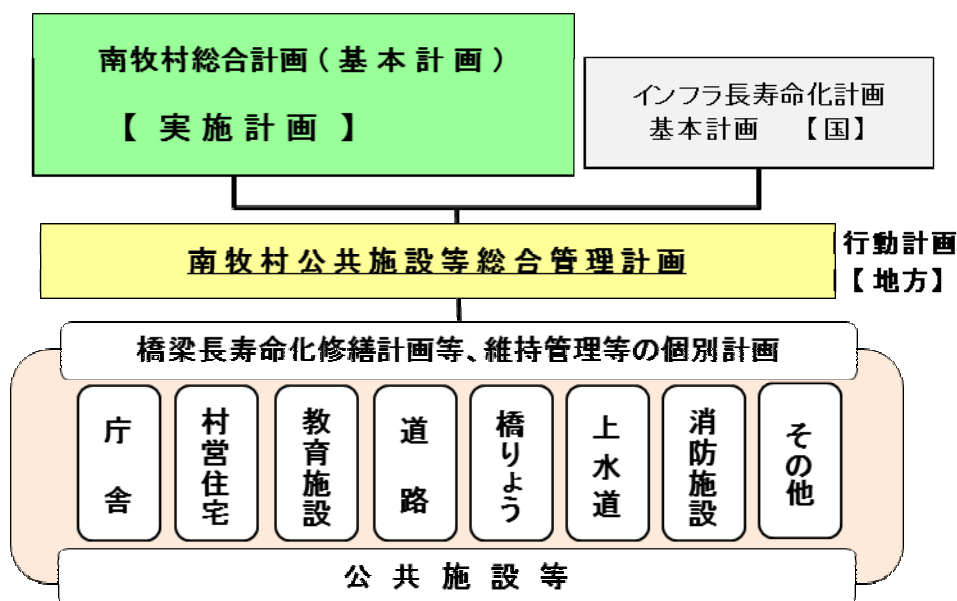 南牧村総合計画（基本計画）
【実施計画】
インフラ長寿命化計画
基本計画　【国】
南牧村公共施設等総合管理計画
行動計画
【地方】
橋梁長寿命化修繕計画等、維持管理等の個別計画
庁舎
村営住宅
教育施設
道路
橋りょう
上水道
消防施設
その他
公共施設等